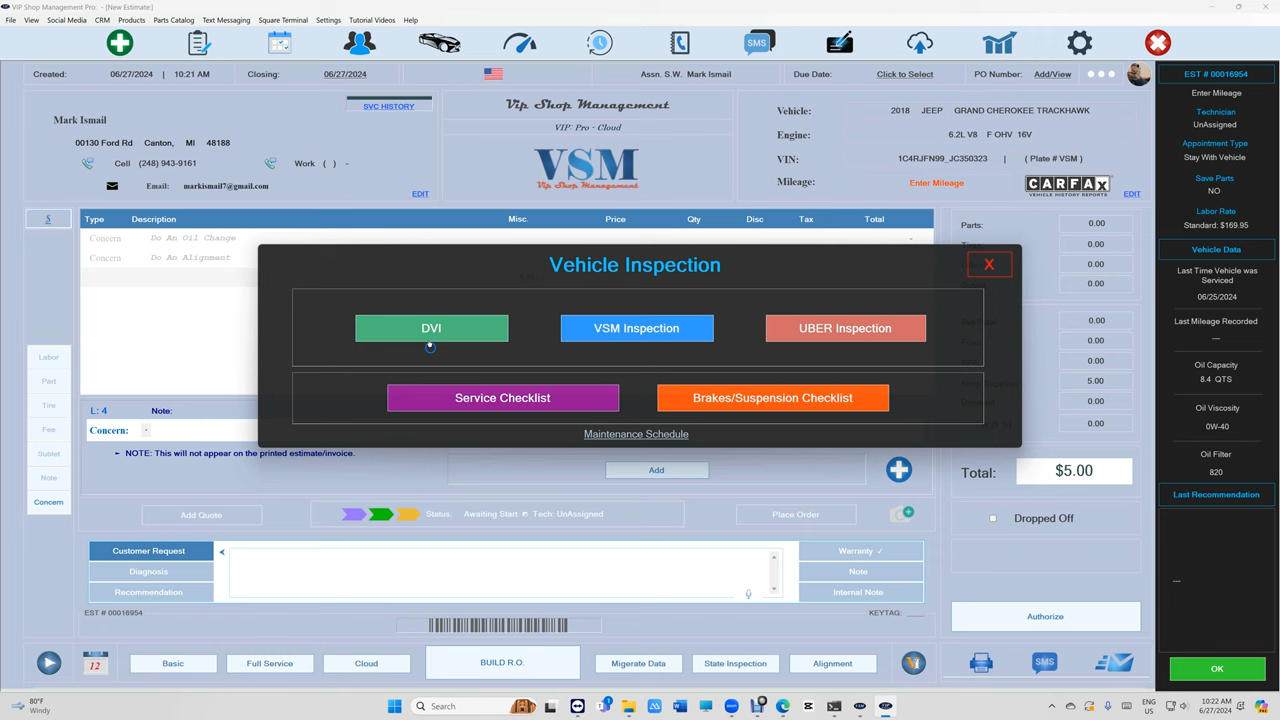 VIP Shop Management Pro: - [New Estimate:]
File View Social Media CRM Products Parts Catalog Text Messaging Square Terminal Settings Tutorial Videos Help
SMS
Created: 06/27/2024 | 10:21 AM Closing: 06/27/2024 Assn. S.W. Mark Ismail Due Date: Click to Select PO Number: Add/View
SVC HISTORY
Mark Ismail
00130 Ford Rd Canton, MI 48188
Cell (248) 943-9161 Work ( ) -
Email: markismail7@gmail.com
EDIT
Vip Shop Management
VIP: Pro - Cloud
VSM
Vip Shop Management
Vehicle: 2018 JEEP GRAND CHEROKEE TRACKHAWK
Engine: 6.2L V8 F OHV 16V
VIN: 1C4RJFN99_JC350323 | ( Plate # VSM )
Mileage: Enter Mileage
CARFAX
VEHICLE HISTORY REPORTS
EDIT
EST # 00016954
Enter Mileage
Technician
UnAssigned
Appointment Type
Stay With Vehicle
Save Parts
NO
Labor Rate
Standard: $169.95
Vehicle Data
Last Time Vehicle was
Serviced
06/25/2024
Last Mileage Recorded
---
Oil Capacity
8.4 QTS
Oil Viscosity
0W-40
Oil Filter
820
Last Recommendation
---
OK
S
Type Description Misc. Price Qty Disc Tax Total
Concern Do An Oil Change -
Concern Do An Alignment
Vehicle Inspection
X
DVI VSM Inspection UBER Inspection
Service Checklist Brakes/Suspension Checklist
Maintenance Schedule
Parts: 0.00
0.00
0.00
0.00
0.00
0.00
0.00
5.00
0.00
0.00
Total: $5.00
Labor
Part
Tire
Fee
Sublet
Note
Concern
L: 4 Note:
Concern: -
NOTE: This will not appear on the printed estimate/invoice.
Add
Add Quote Status: Awaiting Start Tech: UnAssigned Place Order
Dropped Off
Customer Request
Diagnosis
Recommendation
Warranty ✓
Note
Internal Note
EST # 00016954 KEYTAG:
Authorize
12 Basic Full Service Cloud BUILD R.O. Migerate Data State Inspection Alignment SMS
80°F
Windy
Search
ENG
US
10:22 AM
6/27/2024